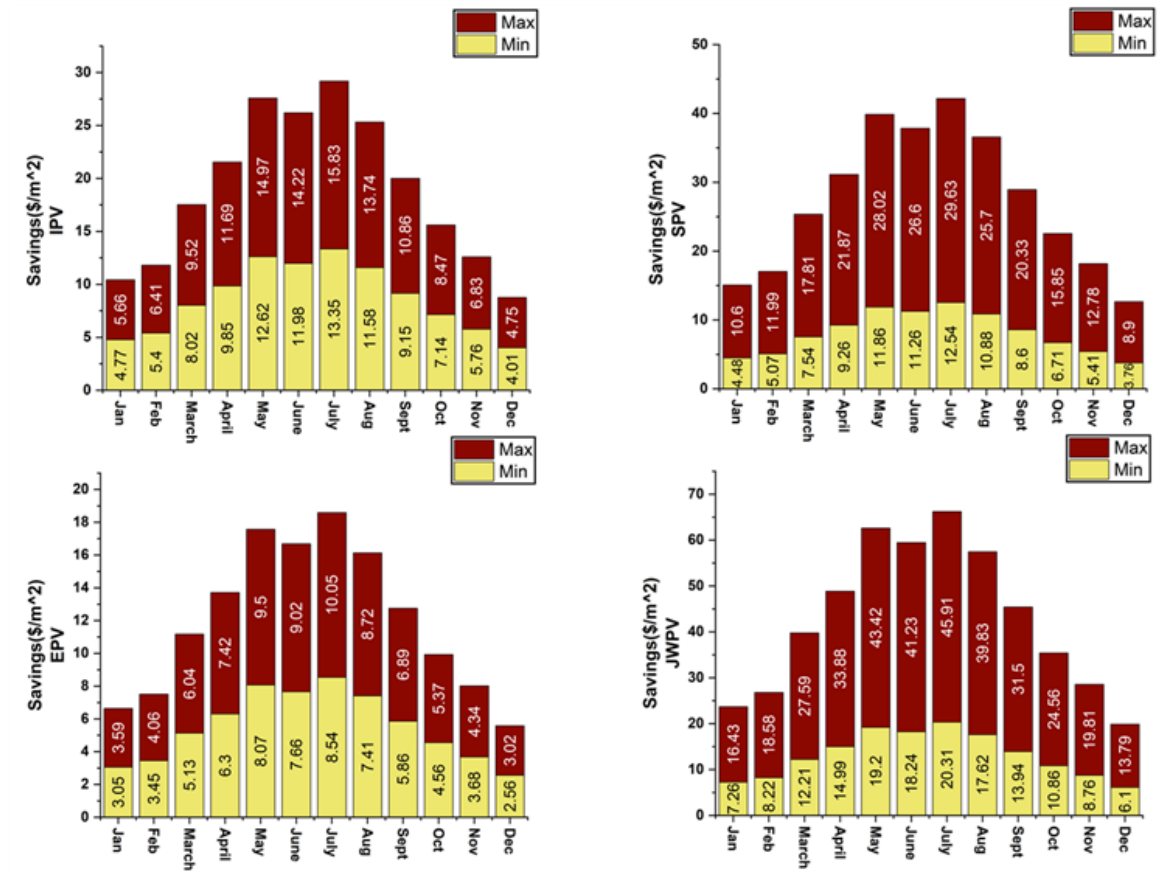 Max
Min
Savings($/m^2)
IPV
30
25
20
15
10
5
0
5.66 6.41 9.52 11.69 14.97 14.22 15.83 13.74 10.86 8.47 6.83 4.75
4.77 5.4 8.02 9.85 12.62 11.98 13.35 11.58 9.15 7.14 5.76 4.01
Jan Feb March April May June July Aug Sept Oct Nov Dec
Max
Min
Savings($/m^2)
SPV
50
40
30
20
10
0
10.6 11.99 17.81 21.87 28.02 26.6 29.63 25.7 20.33 15.85 12.78 8.9
4.48 5.07 7.54 9.26 11.86 11.26 12.54 10.88 8.6 6.71 5.41 3.76
Jan Feb March April May June July Aug Sept Oct Nov Dec
Max
Min
Savings($/m^2)
EPV
20
18
16
14
12
10
8
6
4
2
0
3.59 4.06 6.04 7.42 9.5 9.02 10.05 8.72 6.89 5.37 4.34 3.02
3.05 3.45 5.13 6.3 8.07 7.66 8.54 7.41 5.86 4.56 3.68 2.56
Jan Feb March April May June July Aug Sept Oct Nov Dec
Max
Min
Savings($/m^2)
JWPV
70
60
50
40
30
20
10
0
16.43 18.58 27.59 33.88 43.42 41.23 45.91 39.83 31.5 24.56 19.81 13.79
7.26 8.22 12.21 14.99 19.2 18.24 20.31 17.62 13.94 10.86 8.76 6.1
Jan Feb March April May June July Aug Sept Oct Nov Dec